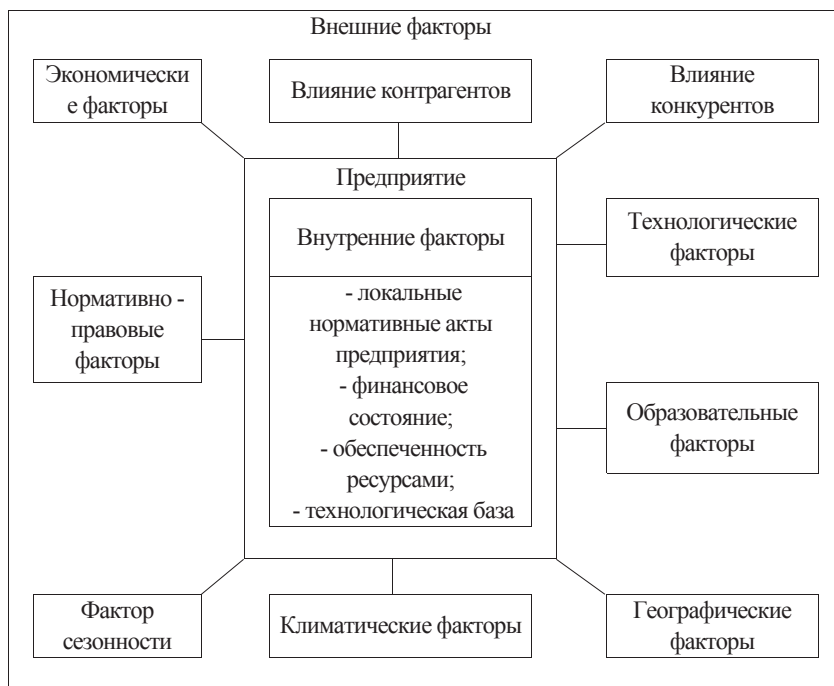 Внешние факторы
Экономически
е факторы
Влияние контрагентов
Влияние
конкурентов
Предприятие
Внутренние факторы
- локальные
нормативные акты
предприятия;
- финансовое
состояние;
- обеспеченность
ресурсами;
- технологическая база
Технологические
факторы
Нормативно -
правовые
факторы
Образовательные
факторы
Фактор
сезонности
Климатические факторы
Географические
факторы